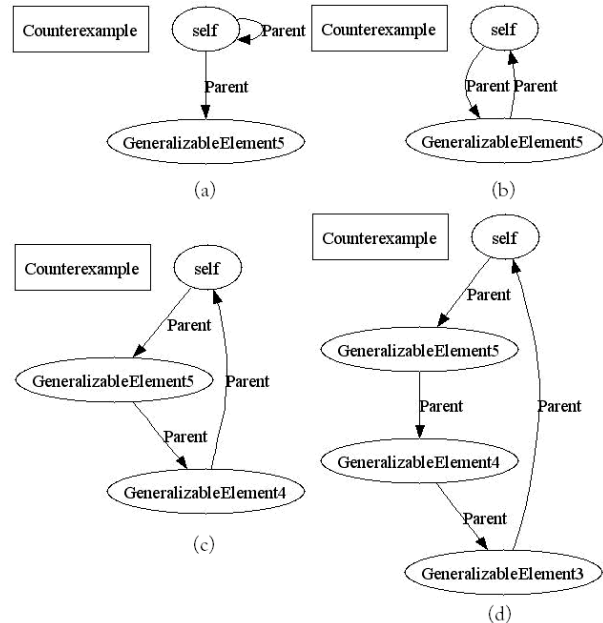 Counterexample
self
Parent
Parent
GeneralizableElement5
(a)
Counterexample
self
Parent
Parent
GeneralizableElement5
(b)
Counterexample
self
Parent
GeneralizableElement5
Parent
Parent
GeneralizableElement4
(c)
Counterexample
self
Parent
GeneralizableElement5
Parent
Parent
GeneralizableElement4
Parent
GeneralizableElement3
(d)